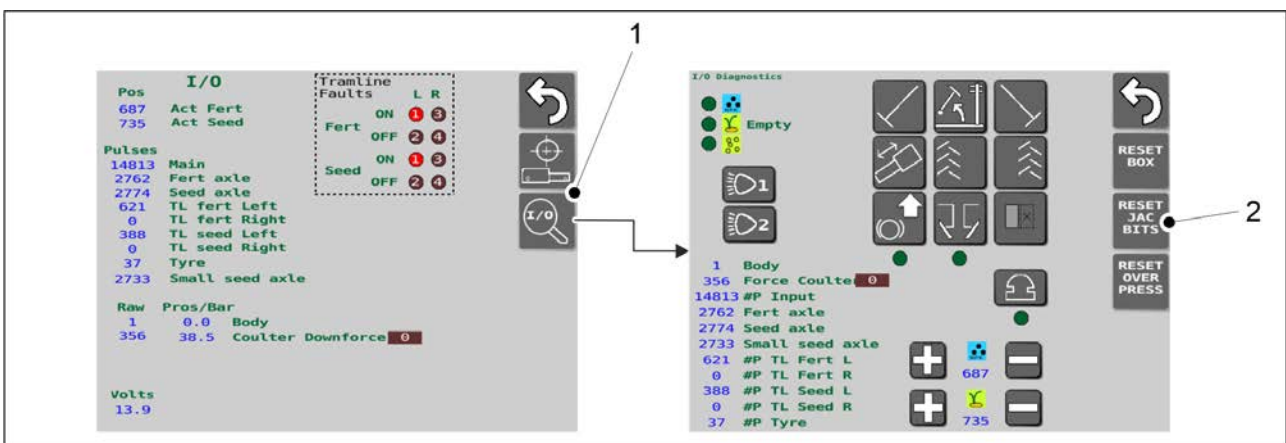 1
I/O
Pos
687 Act Fert
735 Act Seed
Tramline
Faults L R
Fert ON 1 3
OFF 2 4
Seed ON 1 3
OFF 2 4
Pulses
14813 Main
2762 Fert axle
2774 Seed axle
621 TL fert Left
0 TL fert Right
388 TL seed Left
0 TL seed Right
37 Tyre
2733 Small seed axle
Raw Pros/Bar
1 0.0 Body
356 38.5 Coulter Downforce 0
Volts
13.9
I/O
I/O Diagnostics
Empty
1
2
1 Body
356 Force Coulte 0
14813 #P Input
2762 Fert axle
2774 Seed axle
2733 Small seed axle
621 #P TL Fert L
0 #P TL Fert R
388 #P TL Seed L
0 #P TL Seed R
37 #P Tyre
687
735
RESET
BOX
RESET
JAC
BITS
RESET
OVER
PRESS
2